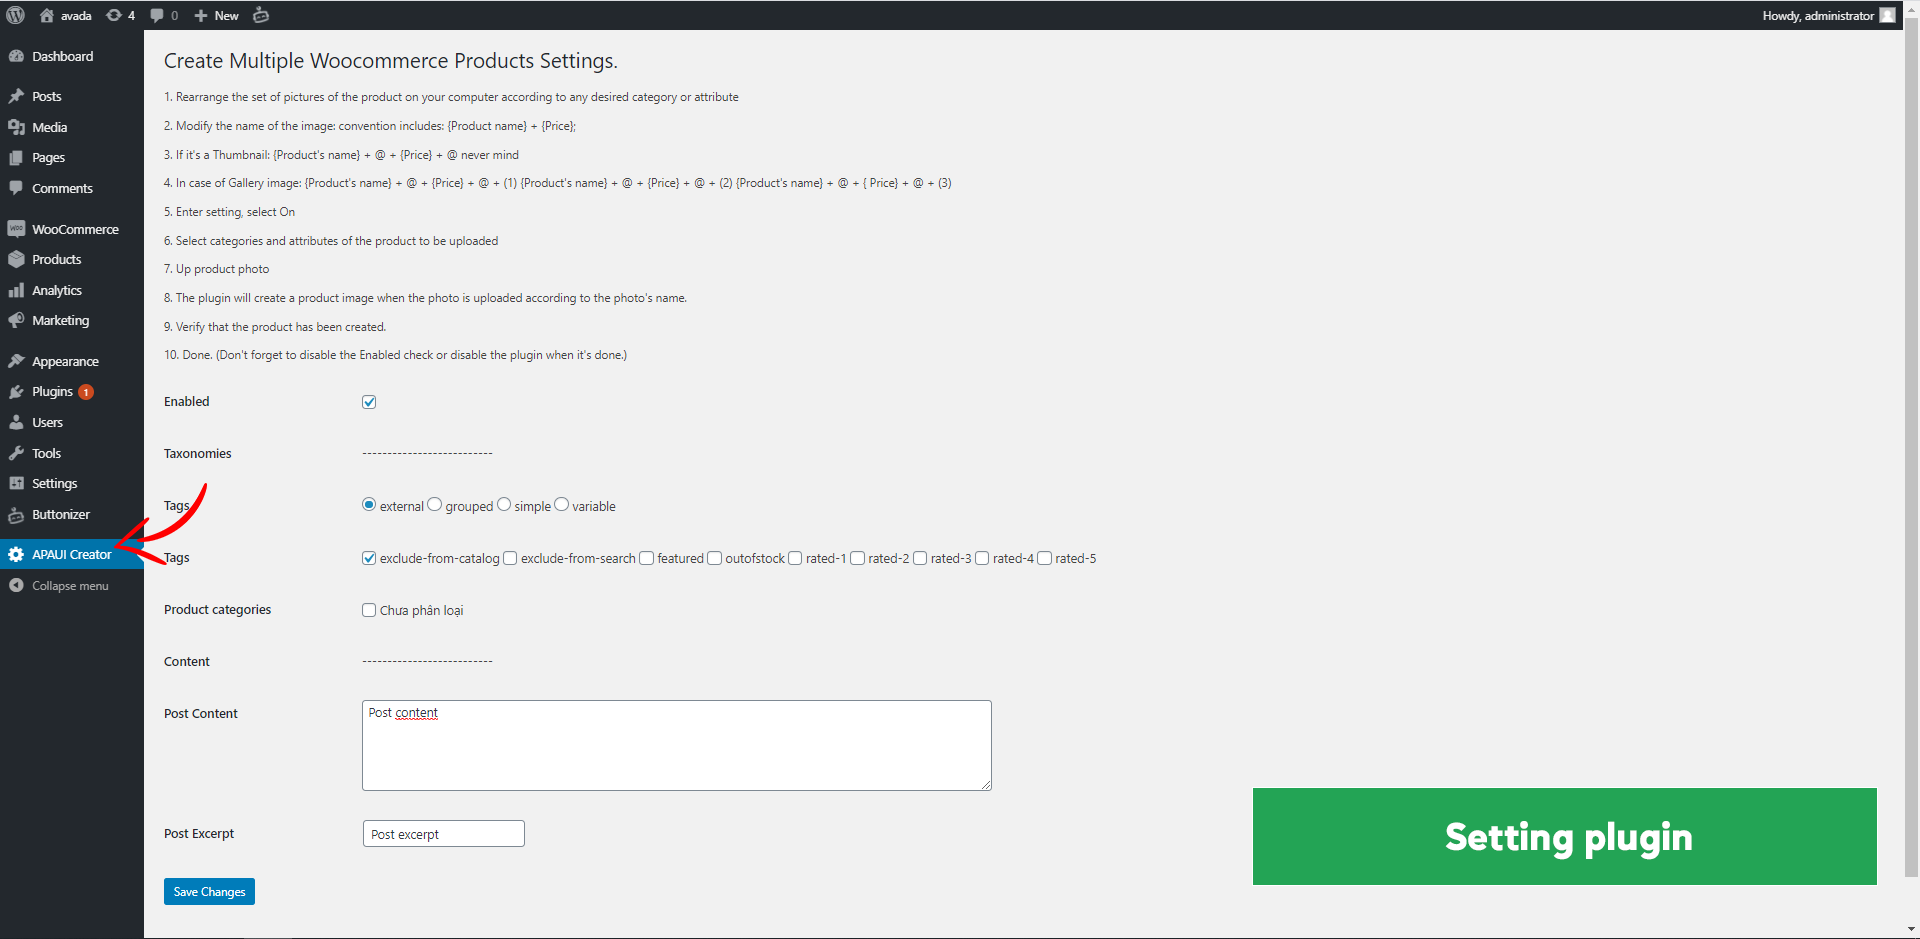 avada
4
0
New
Howdy, administrator
Dashboard
Posts
Media
Pages
Comments
WooCommerce
Products
Analytics
Marketing
Appearance
Plugins 1
Users
Tools
Settings
Buttonizer
APAUI Creator
Collapse menu
Create Multiple Woocommerce Products Settings.
1. Rearrange the set of pictures of the product on your computer according to any desired category or attribute
2. Modify the name of the image: convention includes: {Product name} + {Price};
3. If it's a Thumbnail: {Product's name} + @ + {Price} + @ never mind
4. In case of Gallery image: {Product's name} + @ + {Price} + @ + (1) {Product's name} + @ + {Price} + @ + (2) {Product's name} + @ + { Price} + @ + (3)
5. Enter setting, select On
6. Select categories and attributes of the product to be uploaded
7. Up product photo
8. The plugin will create a product image when the photo is uploaded according to the photo's name.
9. Verify that the product has been created.
10. Done. (Don't forget to disable the Enabled check or disable the plugin when it's done.)
Enabled
Taxonomies --------------------------
Tags external grouped simple variable
Tags exclude-from-catalog exclude-from-search featured outofstock rated-1 rated-2 rated-3 rated-4 rated-5
Product categories Chưa phân loại
Content --------------------------
Post Content Post content
Post Excerpt Post excerpt
Save Changes
Setting plugin